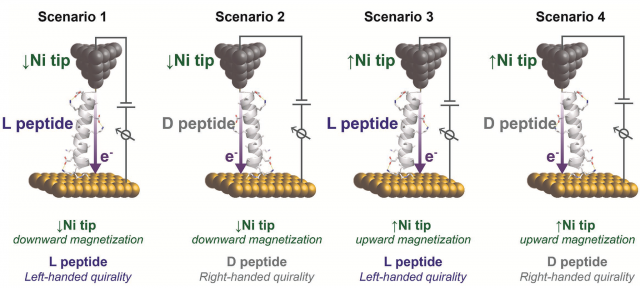 Scenario 1
↓Ni tip
L peptide
e-
↓Ni tip
downward magnetization
L peptide
Left-handed quirality
Scenario 2
↓Ni tip
D peptide
e-
↓Ni tip
downward magnetization
D peptide
Right-handed quirality
Scenario 3
↑Ni tip
L peptide
e-
↑Ni tip
upward magnetization
L peptide
Left-handed quirality
Scenario 4
↑Ni tip
D peptide
e-
↑Ni tip
upward magnetization
D peptide
Right-handed quirality